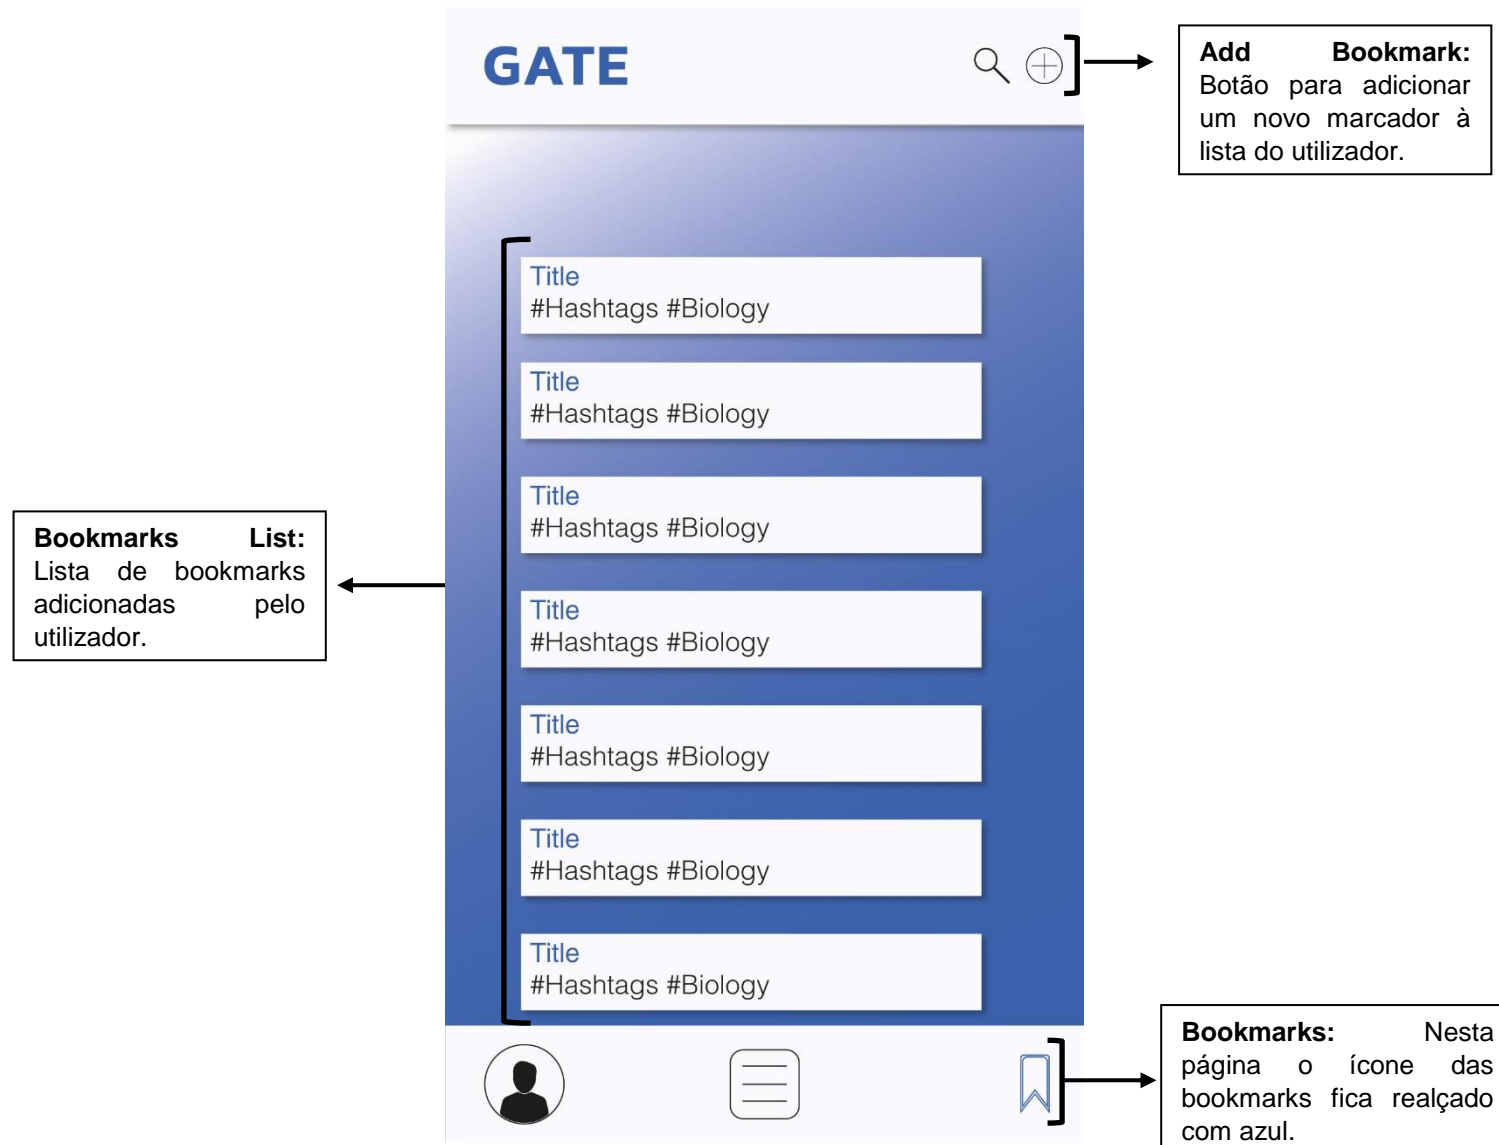 GATE
Add Bookmark:
Botão para adicionar
um novo marcador à
lista do utilizador.
Title
#Hashtags #Biology
Title
#Hashtags #Biology
Title
#Hashtags #Biology
Bookmarks List:
Lista de bookmarks
adicionadas pelo
utilizador.
Title
#Hashtags #Biology
Title
#Hashtags #Biology
Title
#Hashtags #Biology
Title
#Hashtags #Biology
Bookmarks: Nesta
página o ícone das
bookmarks fica realçado
com azul.